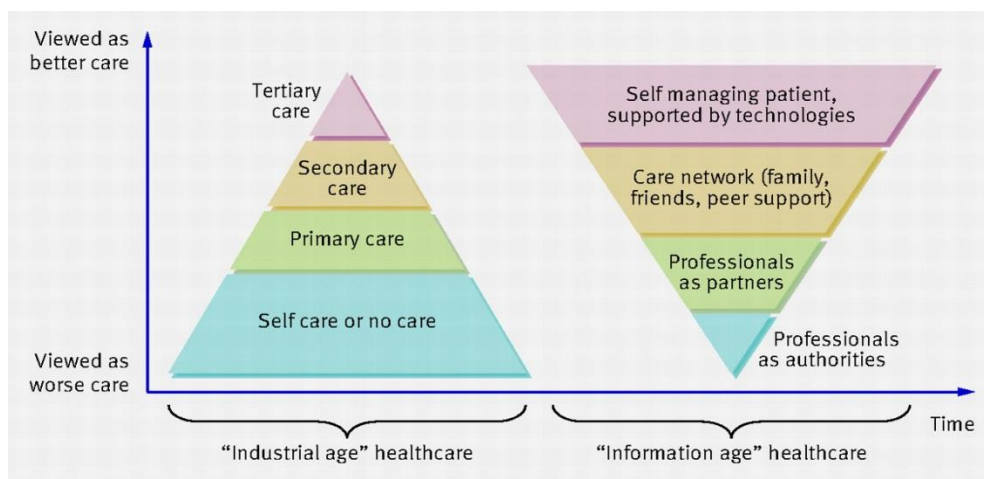 Viewed as
better care
Tertiary
care
Secondary
care
Primary care
Self care or no care
Viewed as
worse care
Self managing patient,
supported by technologies
Care network (family,
friends, peer support)
Professionals
as partners
Professionals
as authorities
Time
“Industrial age” healthcare
“Information age” healthcare